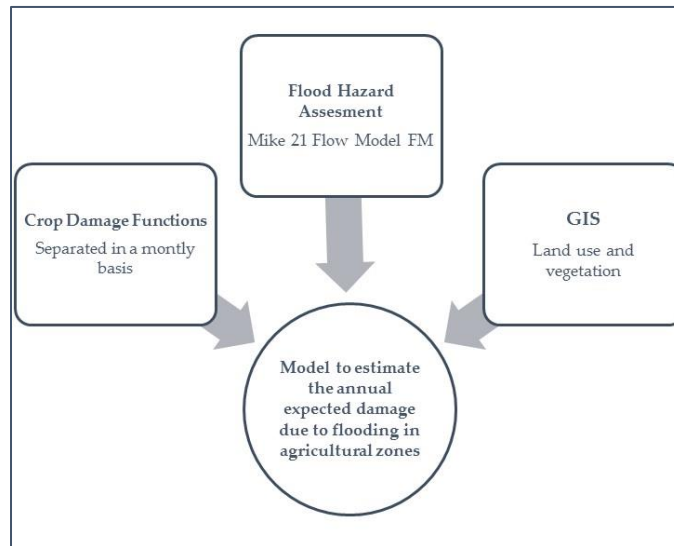 Flood Hazard
Assesment
Mike 21 Flow Model FM
Crop Damage Functions
Separated in a montly
basis
GIS
Land use and
vegetation
Model to estimate
the annual
expected damage
due to flooding in
agricultural zones